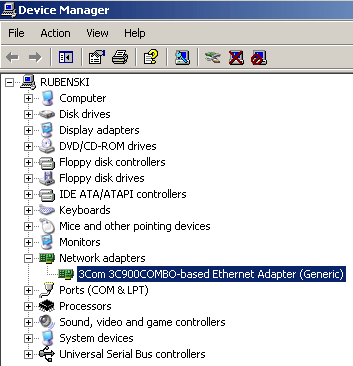 Device Manager
File Action View Help
RUBENSKI
Computer
Disk drives
Display adapters
DVD/CD-ROM drives
Floppy disk controllers
Floppy disk drives
IDE ATA/ATAPI controllers
Keyboards
Mice and other pointing devices
Monitors
Network adapters
3Com 3C900COMBO-based Ethernet Adapter (Generic)
Ports (COM & LPT)
Processors
Sound, video and game controllers
System devices
Universal Serial Bus controllers